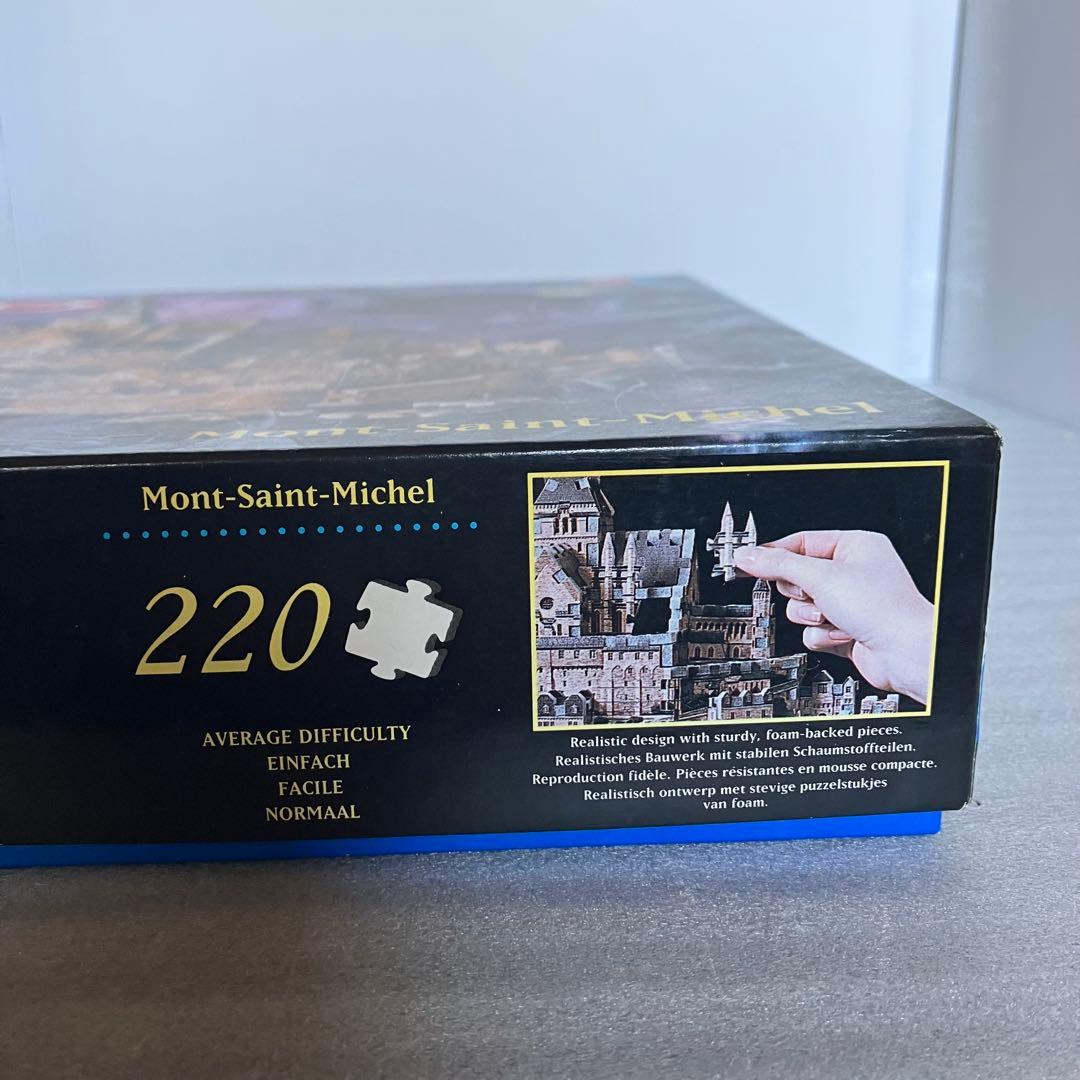 Mont-Saint-Michel
Mont-Saint-Michel
220
AVERAGE DIFFICULTY
EINFACH
FACILE
NORMAAL
Realistic design with sturdy, foam-backed pieces.
Realistisches Bauwerk mit stabilen Schaumstoffteilen.
Reproduction fidèle. Pièces résistantes en mousse compacte.
Realistisch ontwerp met stevige puzzelstukjes
van foam.